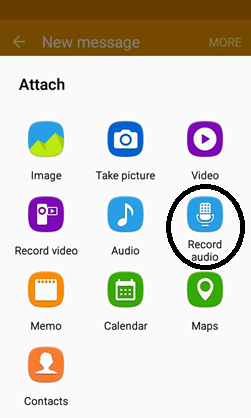 New message MORE
Attach
Image Take picture Video
Record video Audio Record
audio
Memo Calendar Maps
Contacts